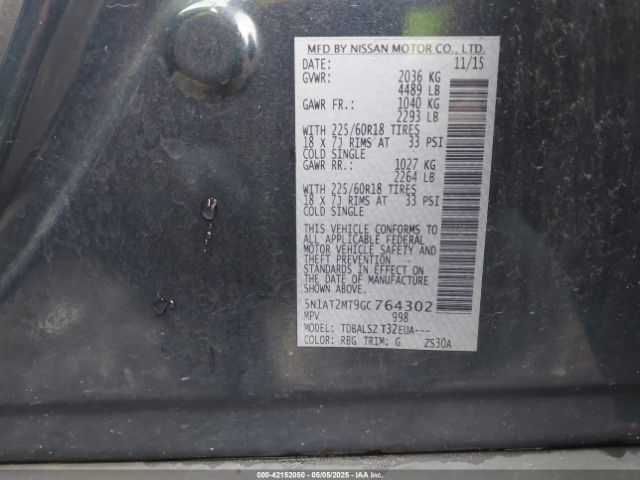 MFD BY NISSAN MOTOR CO., LTD.
DATE: 11/15
GVWR: 2036 KG
4489 LB
GAWR FR.: 1040 KG
2293 LB
WITH 225/60R18 TIRES
18 X 7J RIMS AT 33 PSI
COLD SINGLE
GAWR RR.: 1027 KG
2264 LB
WITH 225/60R18 TIRES
18 X 7J RIMS AT 33 PSI
COLD SINGLE
THIS VEHICLE CONFORMS TO
ALL APPLICABLE FEDERAL
MOTOR VEHICLE SAFETY AND
THEFT PREVENTION
STANDARDS IN EFFECT ON
THE DATE OF MANUFACTURE
SHOWN ABOVE.
5N1AT2MT9GC764302
MPV 998
MODEL: TDBALSZ T32EUA---
COLOR: RBG TRIM: G ZS30A
000-42152050 - 05/05/2025 - IAA Inc.